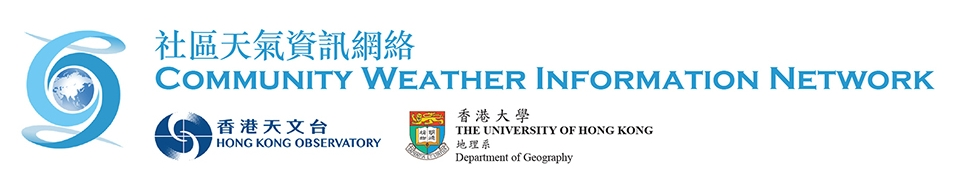 社區天氣資訊網絡
COMMUNITY WEATHER INFORMATION NETWORK
香港天文台
HONG KONG OBSERVATORY
香港大學
THE UNIVERSITY OF HONG KONG
地理系
Department of Geography